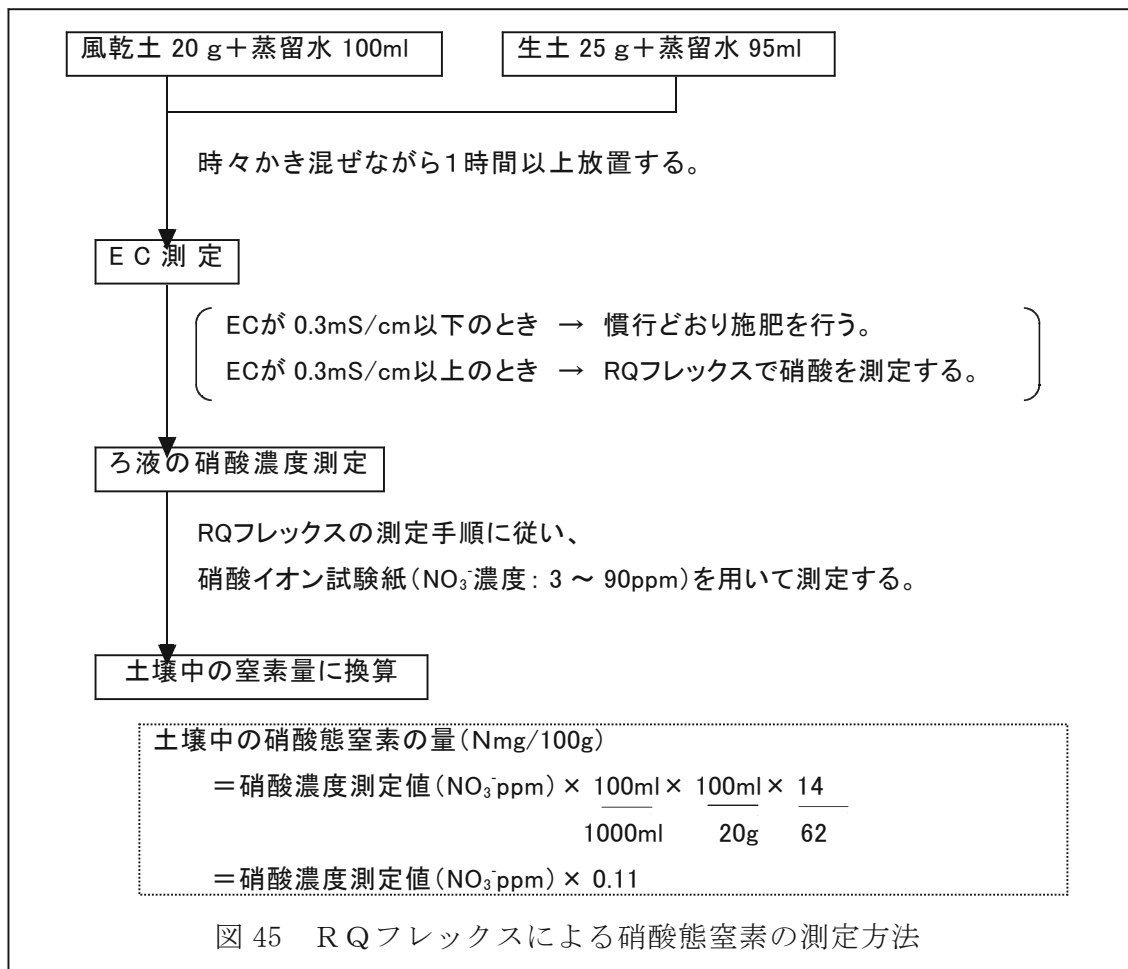 風乾土 20 g＋蒸留水 100ml
生土 25 g＋蒸留水 95ml
時々かき混ぜながら１時間以上放置する。
E C 測 定
ECが 0.3mS/cm以下のとき → 慣行どおり施肥を行う。
ECが 0.3mS/cm以上のとき → RQフレックスで硝酸を測定する。
ろ液の硝酸濃度測定
RQフレックスの測定手順に従い、
硝酸イオン試験紙（NO₃⁻濃度：３～90ppm）を用いて測定する。
土壌中の窒素量に換算
土壌中の硝酸態窒素の量（Nmg/100g）
＝硝酸濃度測定値（NO₃⁻ppm）× 100ml× 100ml× 14
1000ml 20g 62
＝硝酸濃度測定値（NO₃⁻ppm）× 0.11
図 45 ＲＱフレックスによる硝酸態窒素の測定方法